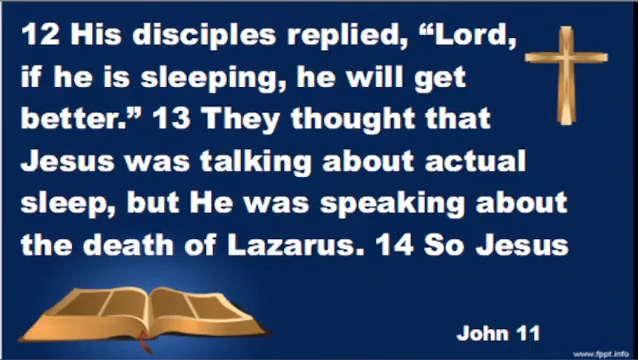 12 His disciples replied, “Lord,
if he is sleeping, he will get
better.” 13 They thought that
Jesus was talking about actual
sleep, but He was speaking about
the death of Lazarus. 14 So Jesus
John 11
www.fppt.info